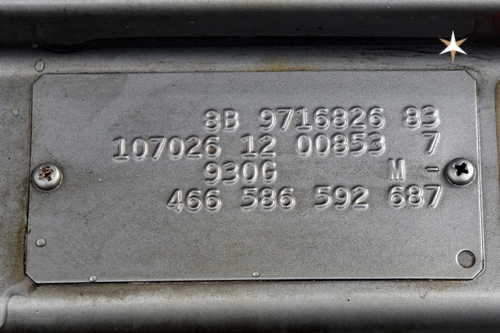 8B 9716826 83
107026 12 00853 7
930G M -
466 586 592 687